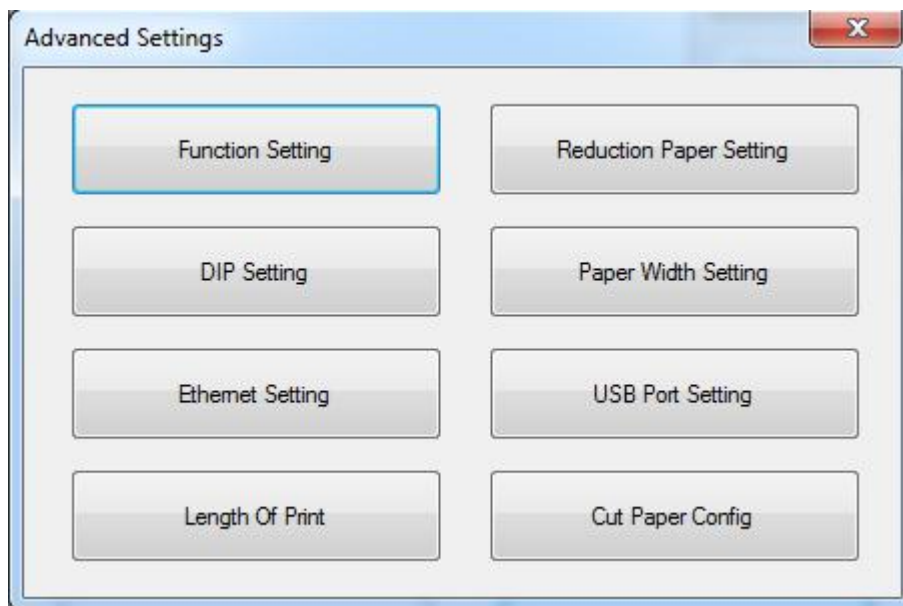 Advanced Settings
Function Setting
Reduction Paper Setting
DIP Setting
Paper Width Setting
Ethernet Setting
USB Port Setting
Length Of Print
Cut Paper Config